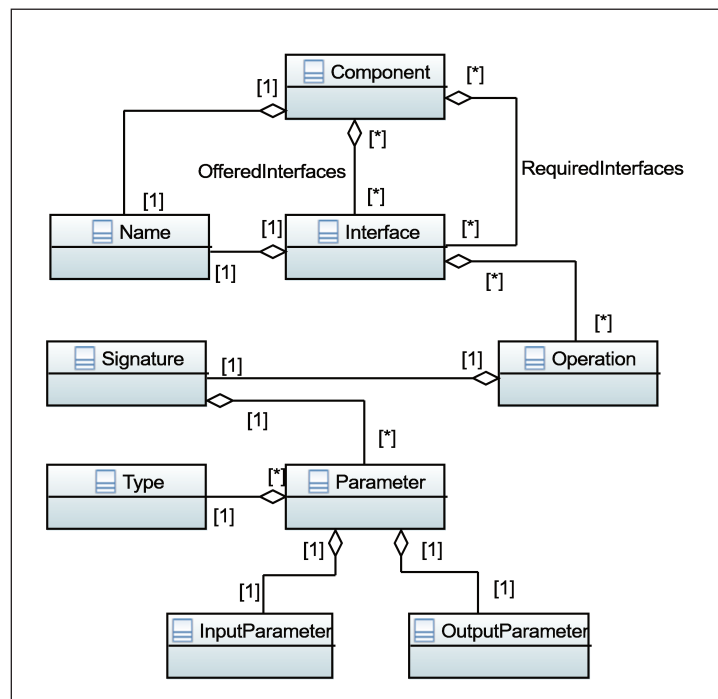 Component
[1]
[*]
[*]
OfferedInterfaces
RequiredInterfaces
[1]
[*]
Name
[1]
Interface
[*]
[1]
[*]
[*]
Signature
[1]
[1]
Operation
[1]
[*]
Type
[*]
Parameter
[1]
[1]
[1]
[1]
[1]
InputParameter
OutputParameter